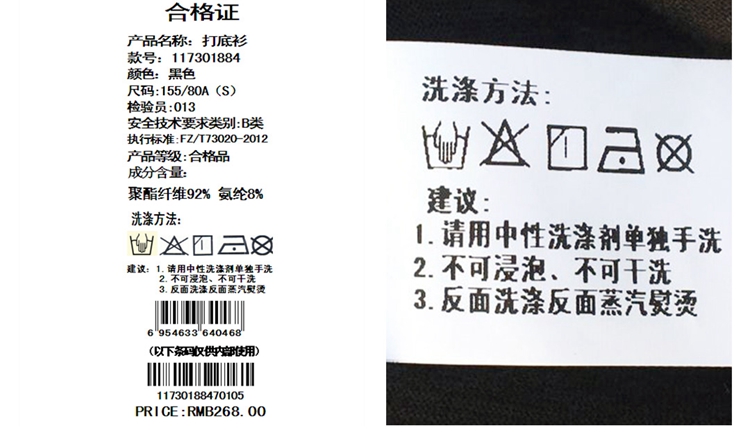 合格证
产品名称：打底衫
款号：117301884
颜色：黑色
尺码:155/80A（S）
检验员:013
安全技术要求类别:B类
执行标准:FZ/T73020-2012
产品等级:合格品
成分含量:
聚酯纤维92% 氨纶8%
洗涤方法:
建议：1.请用中性洗涤剂单独手洗
2.不可浸泡、不可干洗
3.反面洗涤反面蒸汽熨烫
6 954633 640468
（以下条码仅供内部使用）
11730188470105
PRICE:RMB268.00
洗涤方法:
建议:
1.请用中性洗涤剂单独手洗
2.不可浸泡、不可干洗
3.反面洗涤反面蒸汽熨烫